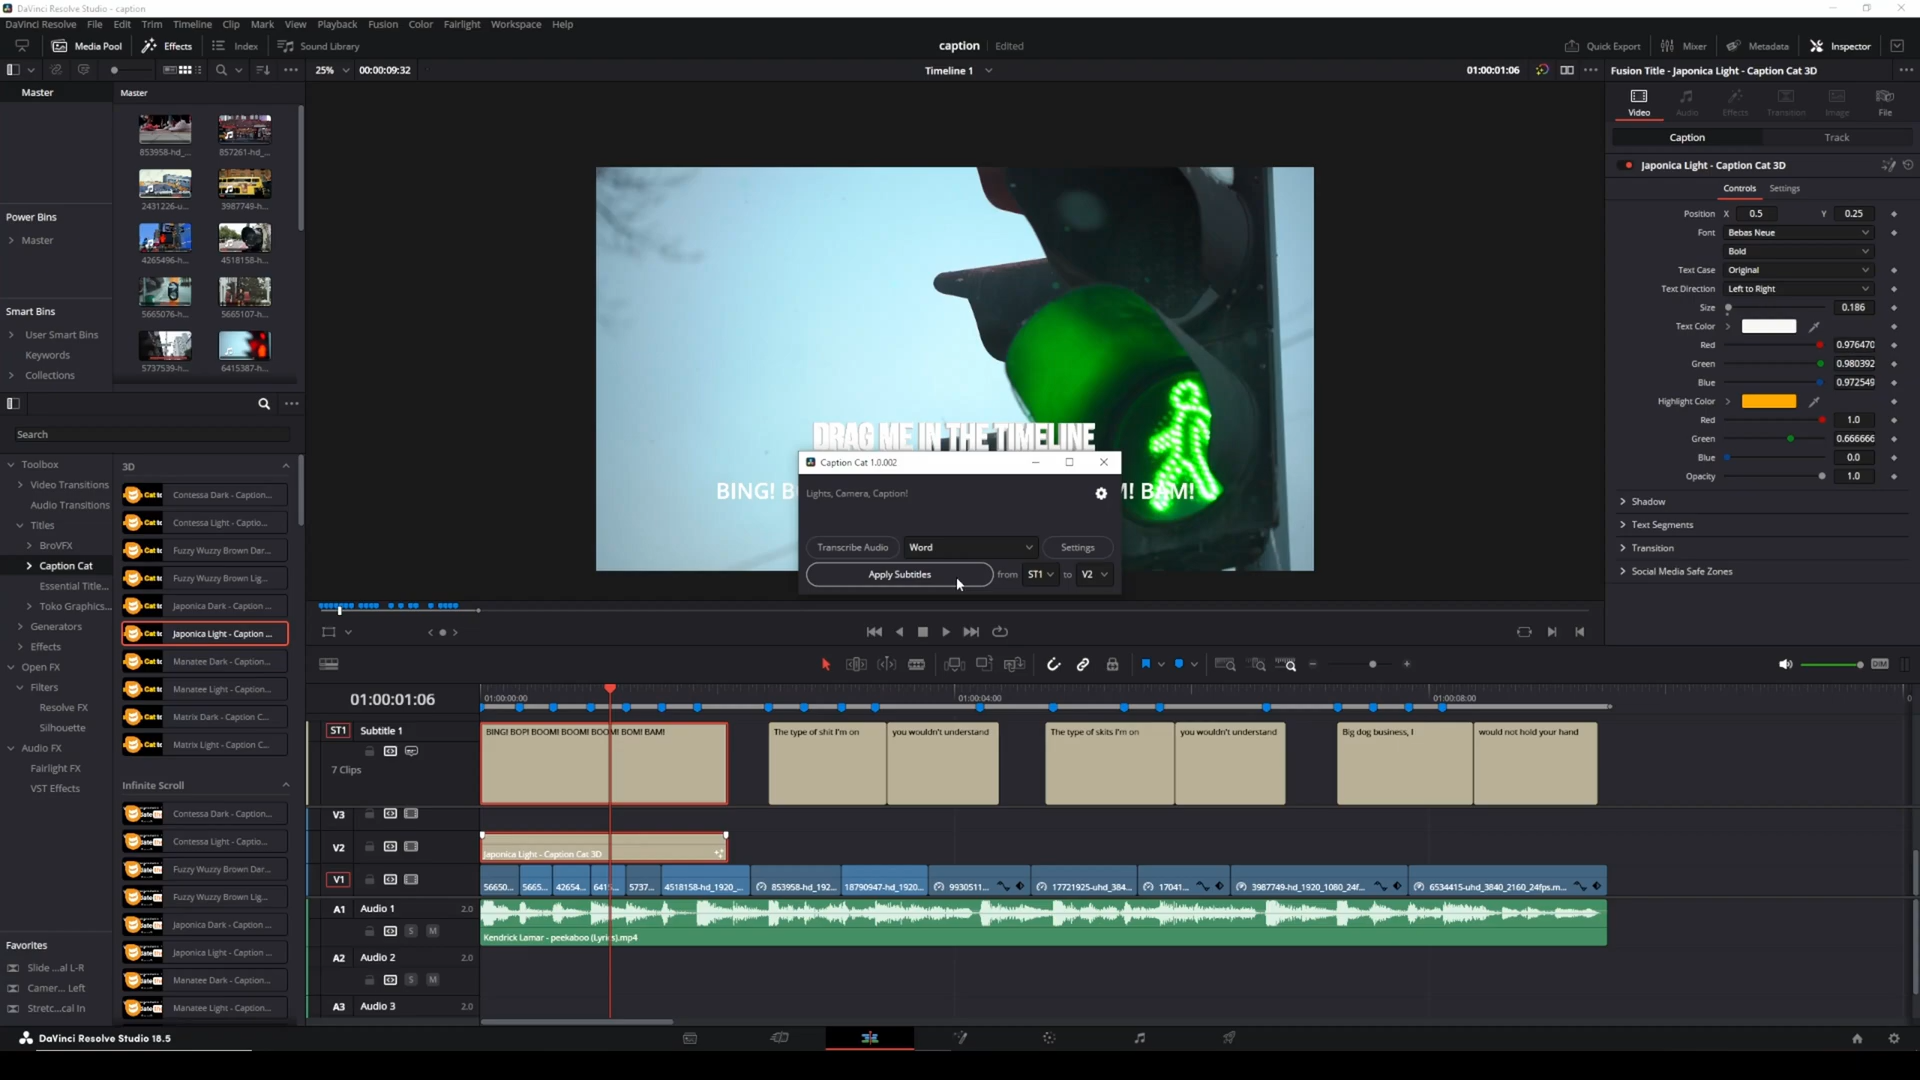 DaVinci Resolve Studio - caption
DaVinci Resolve File Edit Trim Timeline Clip Mark View Playback Fusion Color Fairlight Workspace Help
Media Pool Effects Index Sound Library
caption Edited
Quick Export Mixer Metadata Inspector
25% 00:00:09:32
Timeline 1
01:00:01:06
Fusion Title - Japonica Light - Caption Cat 3D
Master
Master
853958-hd_...
857261-hd_...
2431226-u...
3987749-h...
4265496-h...
4518158-h...
5665076-h...
5665107-h...
5737539-h...
6415387-h...
Power Bins
Master
Smart Bins
User Smart Bins
Keywords
Collections
Search
Toolbox
Video Transitions
Audio Transitions
Titles
BroVFX
Caption Cat
Essential Title...
Toko Graphics...
Generators
Effects
Open FX
Filters
Resolve FX
Silhouette
Audio FX
Fairlight FX
VST Effects
Favorites
Slide ...al L-R
Camer... Left
Stretc...cal In
3D
Contessa Dark - Caption...
Contessa Light - Captio...
Fuzzy Wuzzy Brown Dar...
Fuzzy Wuzzy Brown Lig...
Japonica Dark - Caption ...
Japonica Light - Caption ...
Manatee Dark - Caption...
Manatee Light - Caption...
Matrix Dark - Caption C...
Matrix Light - Caption C...
Infinite Scroll
Contessa Dark - Caption...
Contessa Light - Captio...
Fuzzy Wuzzy Brown Dar...
Fuzzy Wuzzy Brown Lig...
Japonica Dark - Caption ...
Japonica Light - Caption ...
Manatee Dark - Caption...
Manatee Light - Caption...
DRAG ME IN THE TIMELINE
BING! B
M! BAM!
Caption Cat 1.0.002
Lights, Camera, Caption!
Transcribe Audio Word Settings
Apply Subtitles from ST1 to V2
Video Audio Effects Transition Image File
Caption Track
Japonica Light - Caption Cat 3D
Controls Settings
Position X 0.5 Y 0.25
Font Bebas Neue
Bold
Text Case Original
Text Direction Left to Right
Size 0.186
Text Color
Red 0.976470
Green 0.980392
Blue 0.972549
Highlight Color
Red 1.0
Green 0.666666
Blue 0.0
Opacity 1.0
Shadow
Text Segments
Transition
Social Media Safe Zones
DIM
01:00:01:06
01:00:00:00
01:00:04:00
01:00:08:00
ST1 Subtitle 1
7 Clips
BING! BOP! BOOM! BOOM! BOOM! BOM! BAM!
The type of shit I'm on
you wouldn't understand
The type of skits I'm on
you wouldn't understand
Big dog business, I
would not hold your hand
V3
V2
Japonica Light - Caption Cat 3D
V1
56650... 5665... 42654... 641 5737... 4518158-hd_1920_... 853958-hd_192... 18790947-hd_1920... 9930511... 17721925-uhd_384... 17041... 3987749-hd_1920_1080_24f... 6534415-uhd_3840_2160_24fps.m...
A1 Audio 1 2.0
S M
Kendrick Lamar - peekaboo (Lyrics).mp4
A2 Audio 2 2.0
S M
A3 Audio 3 2.0
DaVinci Resolve Studio 18.5